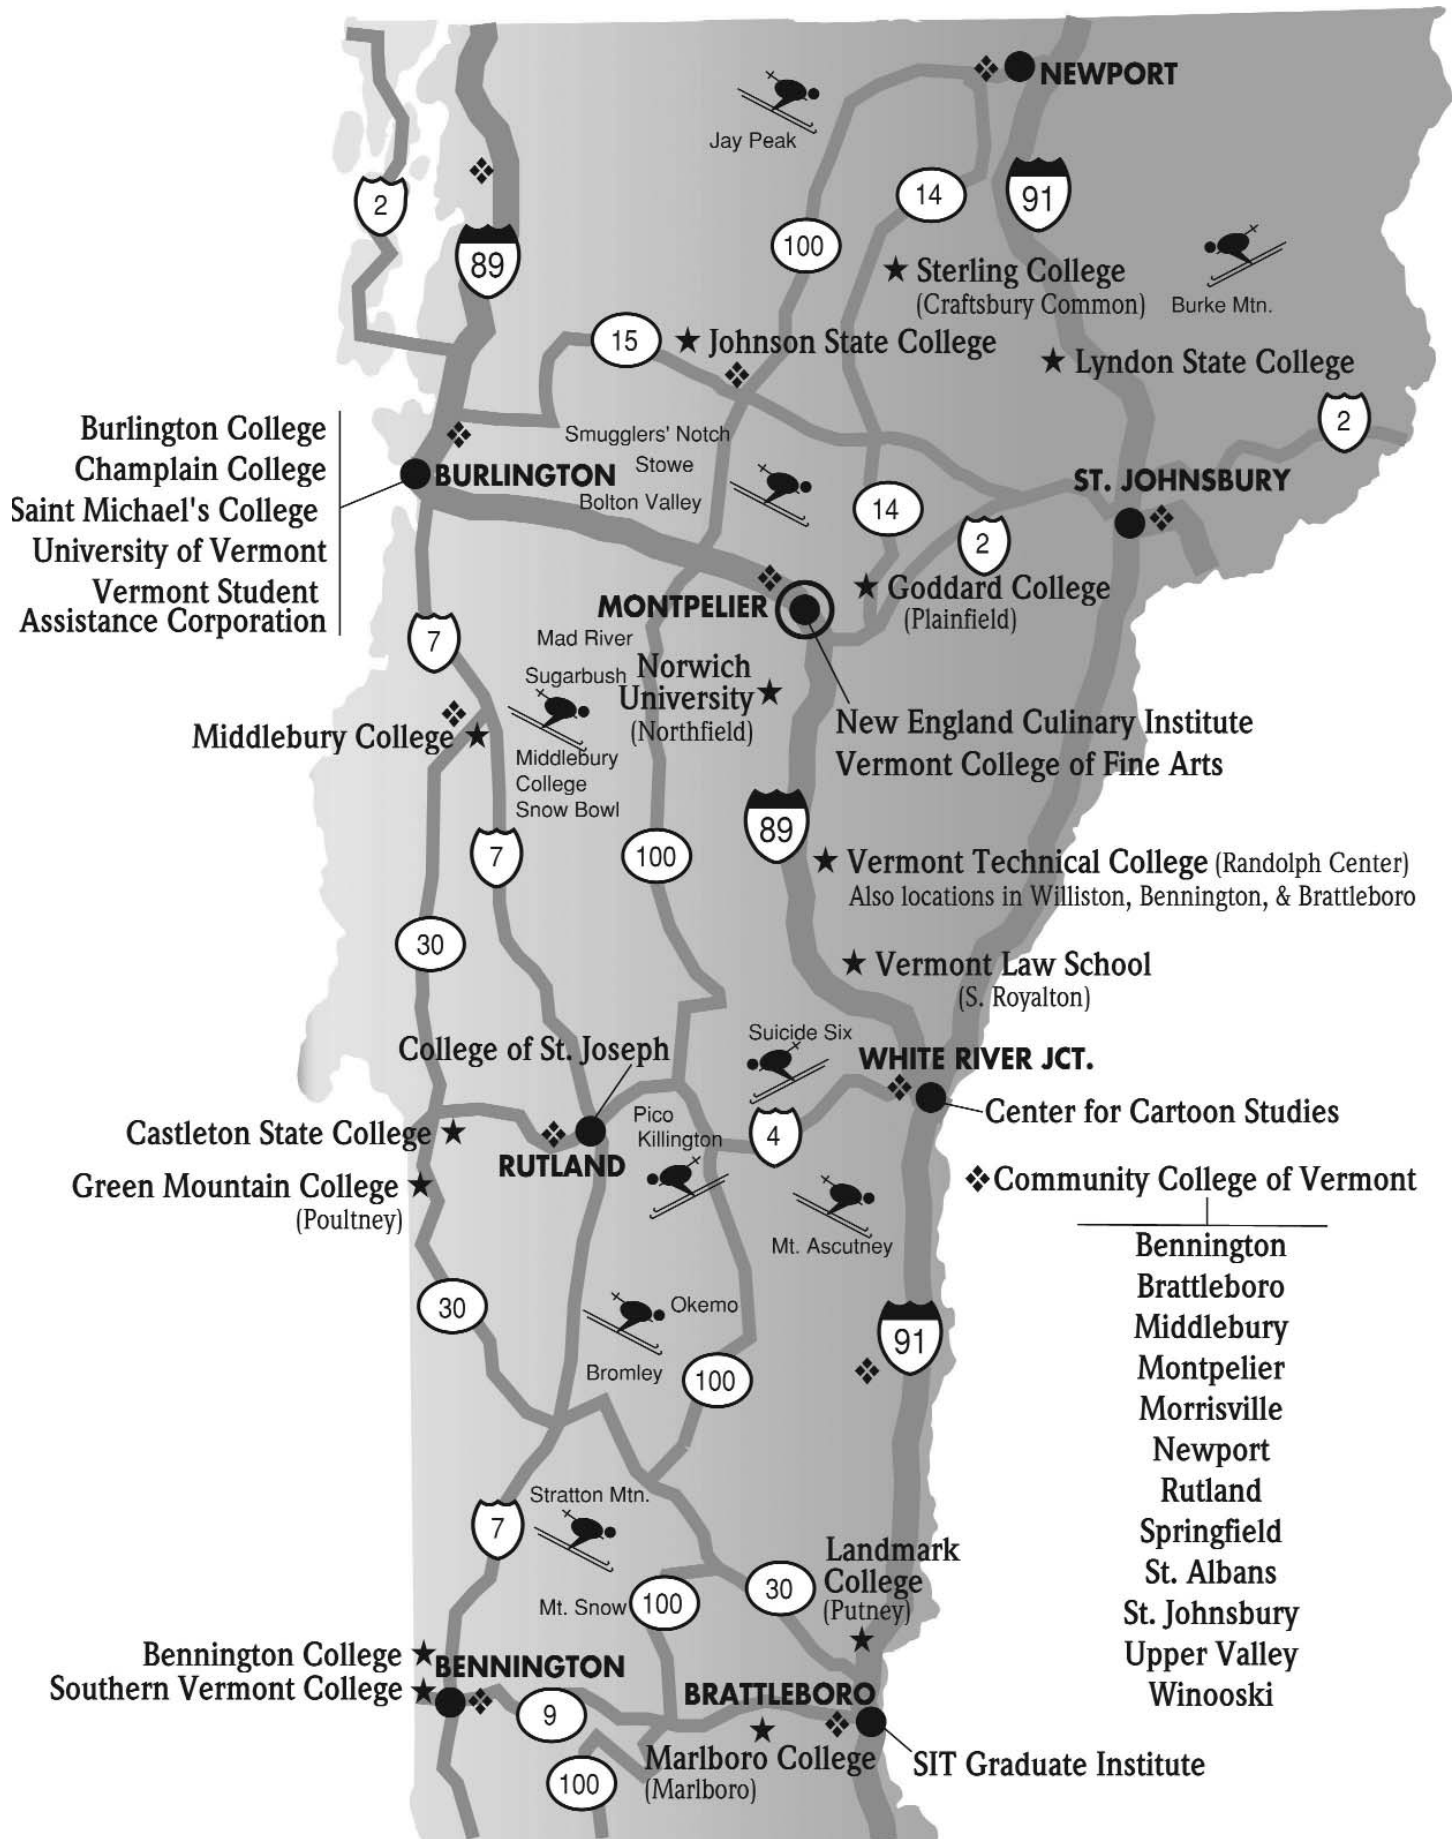 NEWPORT
Jay Peak
2
14
91
100
89
Sterling College
(Craftsbury Common)
Burke Mtn.
15
Johnson State College
Lyndon State College
2
Burlington College
Champlain College
Saint Michael's College
University of Vermont
Vermont Student
Assistance Corporation
Smugglers' Notch
Stowe
Bolton Valley
BURLINGTON
ST. JOHNSBURY
14
2
Goddard College
(Plainfield)
MONTPELIER
7
Mad River
Sugarbush
Norwich
University
(Northfield)
New England Culinary Institute
Vermont College of Fine Arts
Middlebury College
Middlebury
College
Snow Bowl
89
7
100
Vermont Technical College (Randolph Center)
Also locations in Williston, Bennington, & Brattleboro
30
Vermont Law School
(S. Royalton)
Suicide Six
College of St. Joseph
WHITE RIVER JCT.
Center for Cartoon Studies
Castleton State College
Pico
Killington
4
RUTLAND
Green Mountain College
(Poultney)
Mt. Ascutney
Community College of Vermont
Bennington
Brattleboro
Middlebury
Montpelier
Morrisville
Newport
Rutland
Springfield
St. Albans
St. Johnsbury
Upper Valley
Winooski
30
Okemo
91
Bromley
100
Stratton Mtn.
7
Landmark
College
(Putney)
30
Mt. Snow
100
Bennington College
BENNINGTON
Southern Vermont College
BRATTLEBORO
9
Marlboro College
(Marlboro)
SIT Graduate Institute
100